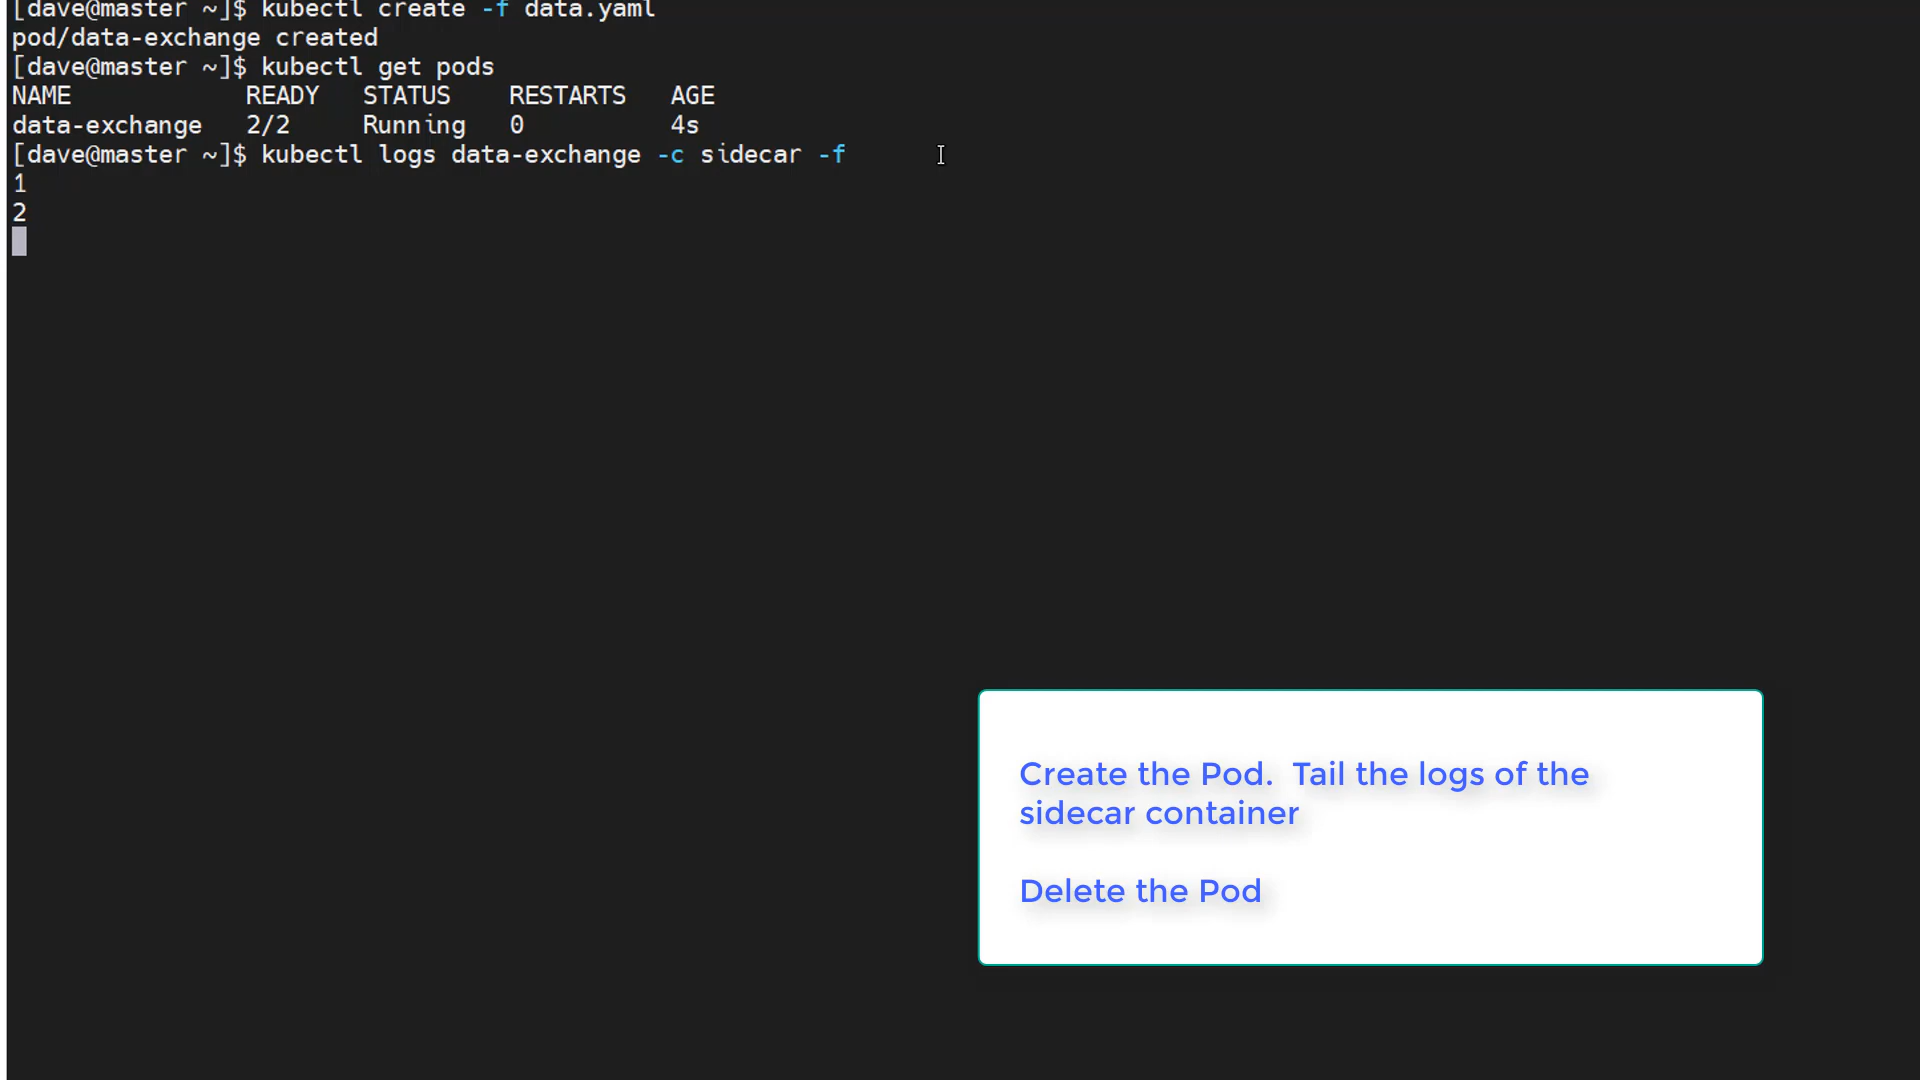 [dave@master ~]$ kubectl create -f data.yaml
pod/data-exchange created
[dave@master ~]$ kubectl get pods
NAME            READY   STATUS    RESTARTS   AGE
data-exchange   2/2     Running   0          4s
[dave@master ~]$ kubectl logs data-exchange -c sidecar -f
1
2
Create the Pod.  Tail the logs of the
sidecar container
Delete the Pod